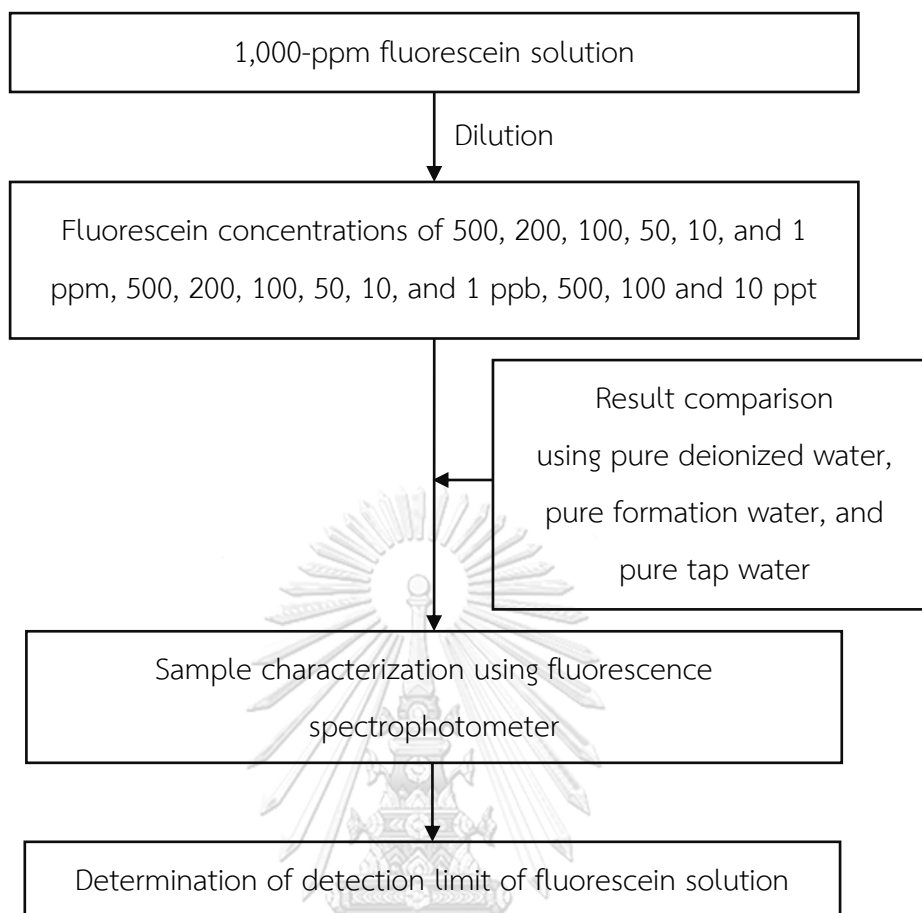 1,000-ppm fluorescein solution
Dilution
Fluorescein concentrations of 500, 200, 100, 50, 10, and 1
ppm, 500, 200, 100, 50, 10, and 1 ppb, 500, 100 and 10 ppt
Result comparison
using pure deionized water,
pure formation water, and
pure tap water
Sample characterization using fluorescence
spectrophotometer
Determination of detection limit of fluorescein solution